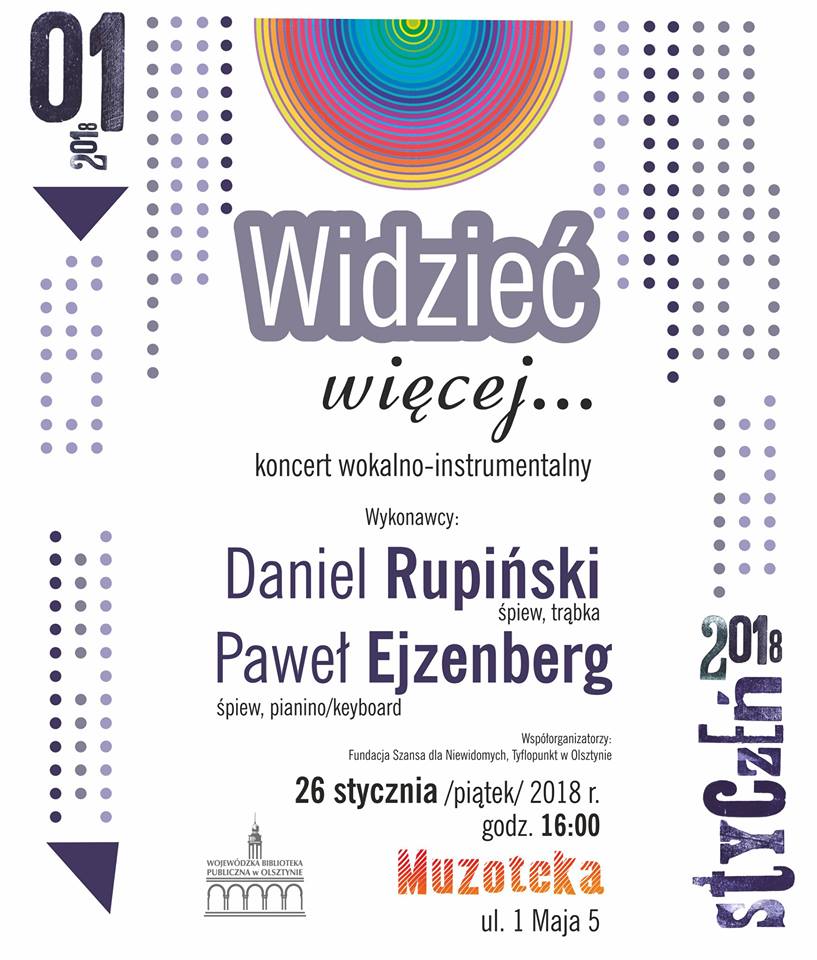 01
2018
Widzieć
więcej...
koncert wokalno-instrumentalny
Wykonawcy:
Daniel Rupiński
śpiew, trąbka
Paweł Ejzenberg
śpiew, pianino/keyboard
Współorganizatorzy:
Fundacja Szansa dla Niewidomych, Tyflopunkt w Olsztynie
26 stycznia /piątek/ 2018 r.
godz. 16:00
Muzoteka
ul. 1 Maja 5
WOJEWÓDZKA BIBLIOTEKA
PUBLICZNA w OLSZTYNIE
2018
styCzEń